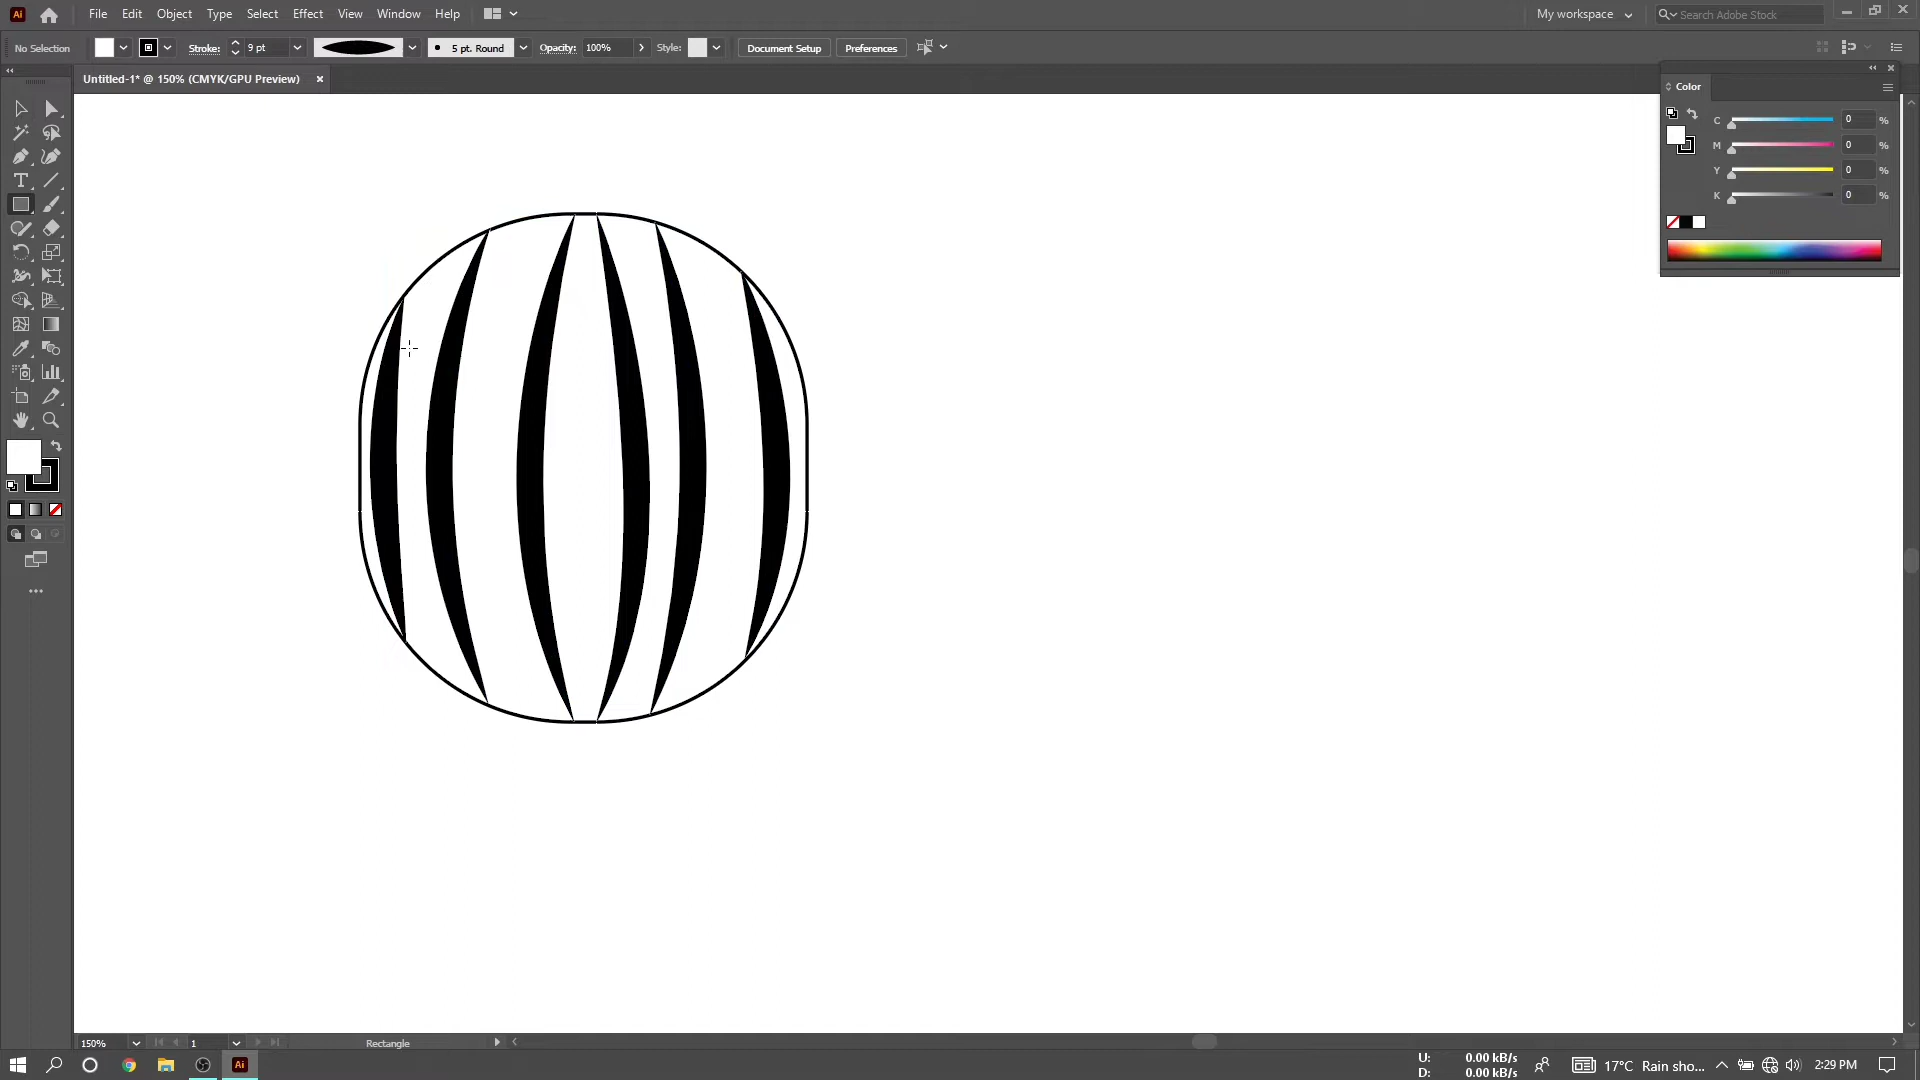 Ai File Edit Object Type Select Effect View Window Help My workspace Search Adobe Stock
No Selection Stroke: 9 pt 5 pt. Round Opacity: 100% Style: Document Setup Preferences
Untitled-1* @ 150% (CMYK/GPU Preview)
Color
C 0 %
M 0 %
Y 0 %
K 0 %
T
150% 1 Rectangle
Ai U: 0.00 kB/s 17°C Rain sho... 2:29 PM
D: 0.00 kB/s